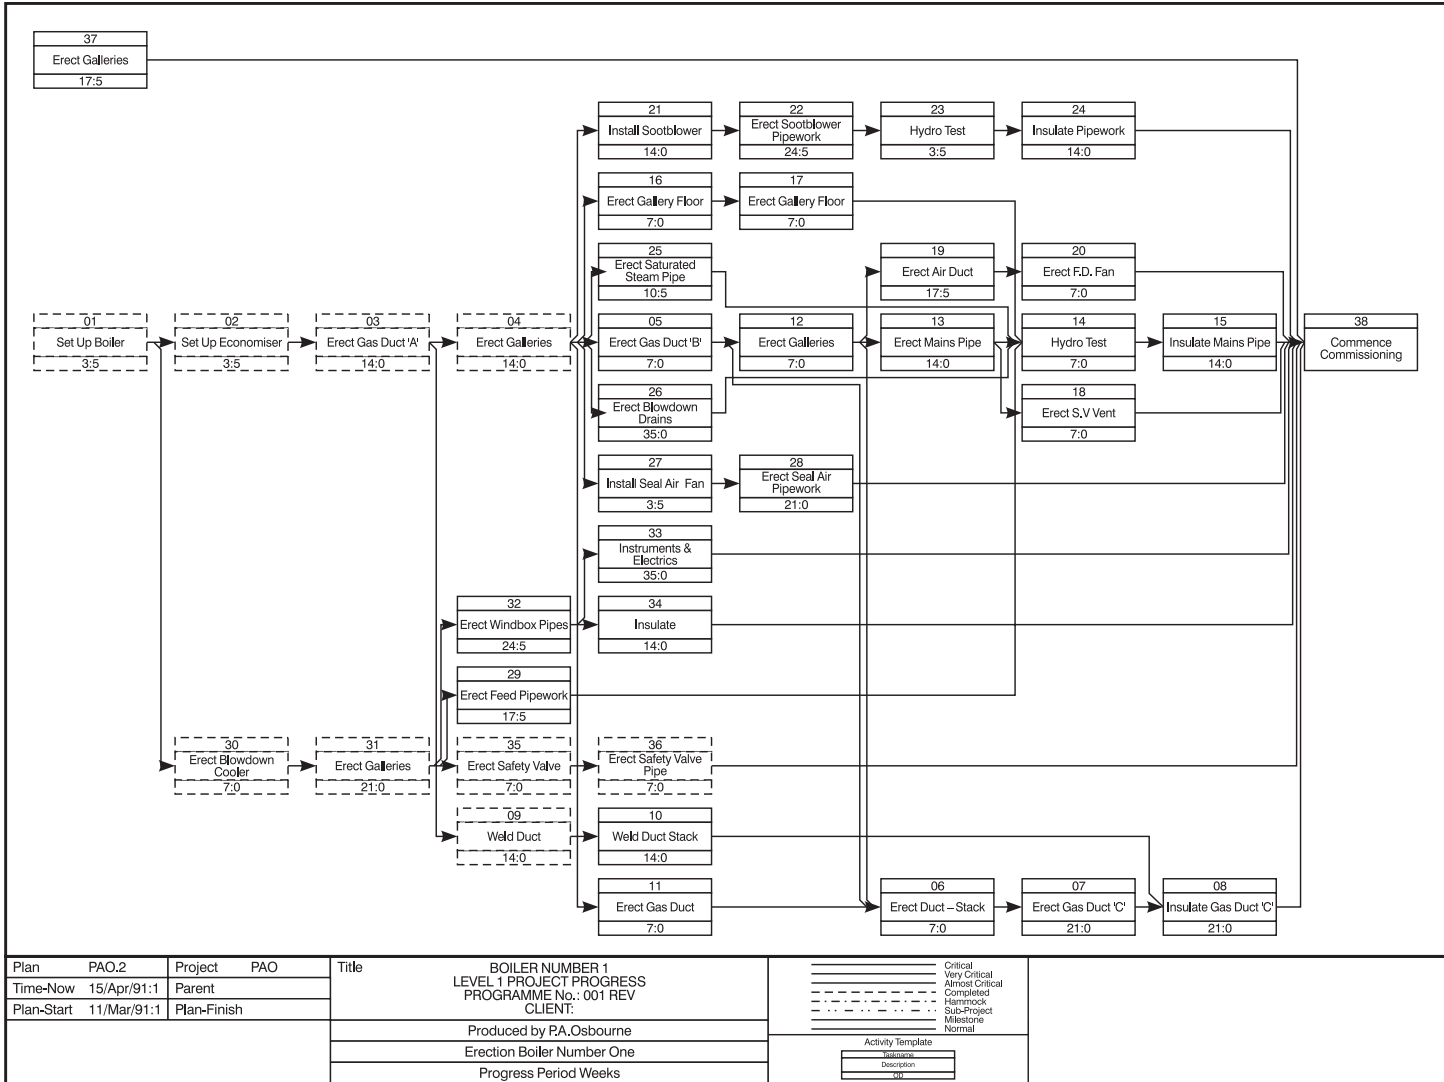 37
Erect Galleries
17:5
21
Install Sootblower
14:0
22
Erect Sootblower
Pipework
24:5
23
Hydro Test
3:5
24
Insulate Pipework
14:0
16
Erect Gallery Floor
7:0
17
Erect Gallery Floor
7:0
25
Erect Saturated
Steam Pipe
10:5
19
Erect Air Duct
17:5
20
Erect F.D. Fan
7:0
01
Set Up Boiler
3:5
02
Set Up Economiser
3:5
03
Erect Gas Duct 'A'
14:0
04
Erect Galleries
14:0
05
Erect Gas Duct 'B'
7:0
12
Erect Galleries
7:0
13
Erect Mains Pipe
14:0
14
Hydro Test
7:0
15
Insulate Mains Pipe
14:0
38
Commence
Commissioning
26
Erect Blowdown
Drains
35:0
18
Erect S.V Vent
7:0
27
Install Seal Air Fan
3:5
28
Erect Seal Air
Pipework
21:0
33
Instruments &
Electrics
35:0
32
Erect Windbox Pipes
24:5
34
Insulate
14:0
29
Erect Feed Pipework
17:5
30
Erect Blowdown
Cooler
7:0
31
Erect Galleries
21:0
35
Erect Safety Valve
7:0
36
Erect Safety Valve
Pipe
7:0
09
Weld Duct
14:0
10
Weld Duct Stack
14:0
11
Erect Gas Duct
7:0
06
Erect Duct – Stack
7:0
07
Erect Gas Duct 'C'
21:0
08
Insulate Gas Duct 'C'
21:0
Plan PAO.2 Project PAO
Time-Now 15/Apr/91:1 Parent
Plan-Start 11/Mar/91:1 Plan-Finish
Title BOILER NUMBER 1
LEVEL 1 PROJECT PROGRESS
PROGRAMME No.: 001 REV
CLIENT:
Produced by P.A.Osbourne
Erection Boiler Number One
Progress Period Weeks
Critical
Very Critical
Almost Critical
Completed
Hammock
Sub-Project
Milestone
Normal
Activity Template
Taskname
Description
OD